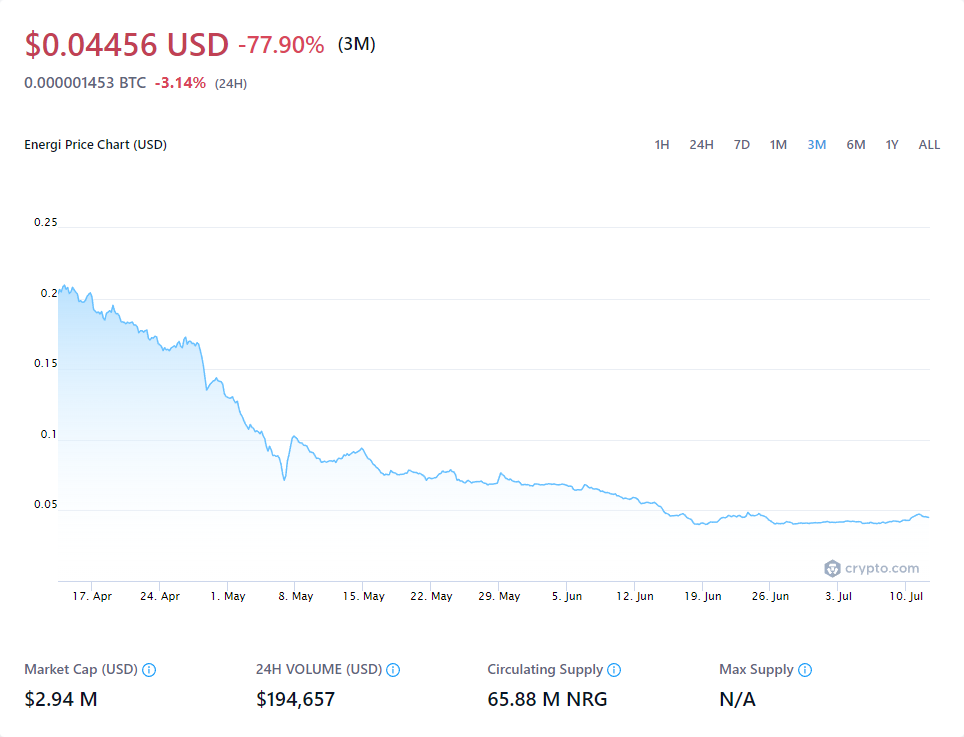 $0.04456 USD -77.90% (3M)
0.000001453 BTC -3.14% (24H)
Energi Price Chart (USD)
1H 24H 7D 1M 3M 6M 1Y ALL
0.25
0.2
0.15
0.1
0.05
crypto.com
17. Apr 24. Apr 1. May 8. May 15. May 22. May 29. May 5. Jun 12. Jun 19. Jun 26. Jun 3. Jul 10. Jul
Market Cap (USD) 24H VOLUME (USD) Circulating Supply Max Supply
$2.94 M $194,657 65.88 M NRG N/A